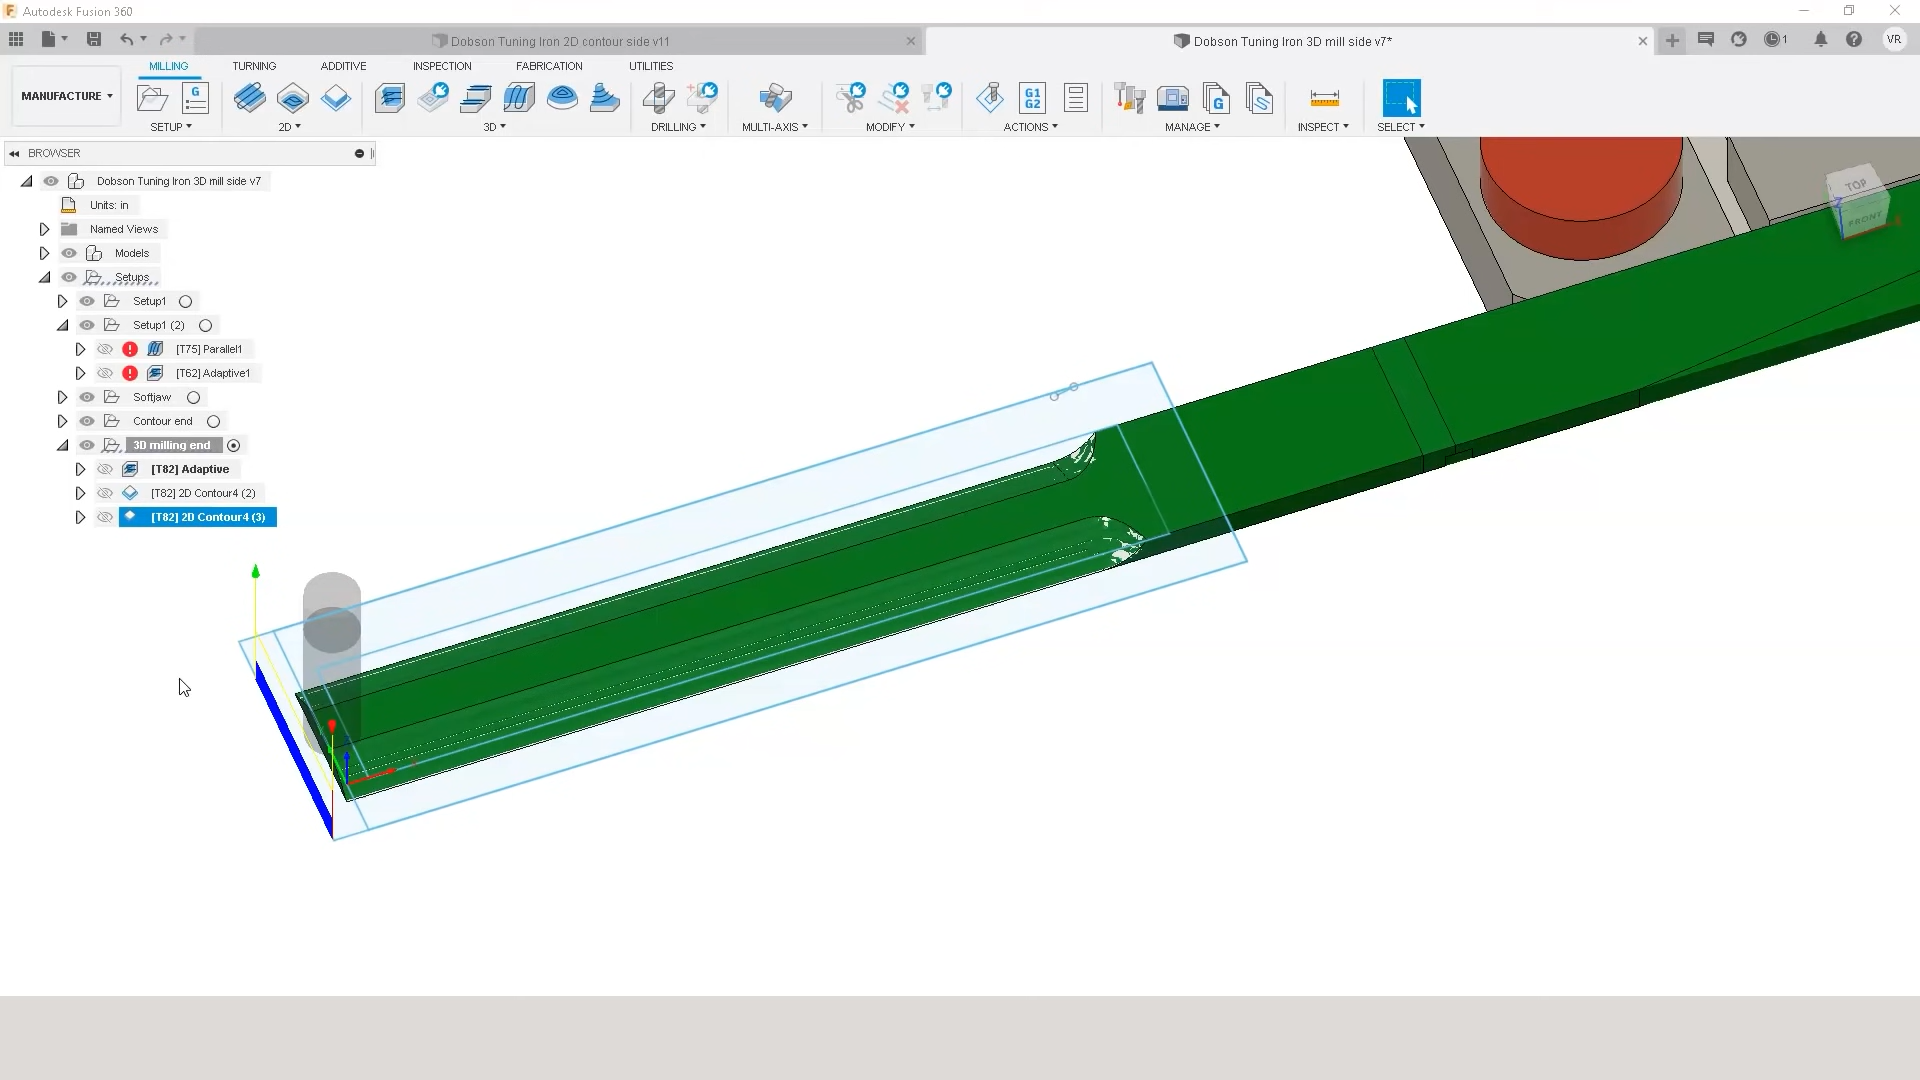 Autodesk Fusion 360
Dobson Tuning Iron 2D contour side v11
Dobson Tuning Iron 3D mill side v7*
1
VR
MANUFACTURE
MILLING
TURNING
ADDITIVE
INSPECTION
FABRICATION
UTILITIES
G
G1
G2
G
SETUP
2D
3D
DRILLING
MULTI-AXIS
MODIFY
ACTIONS
MANAGE
INSPECT
SELECT
BROWSER
Dobson Tuning Iron 3D mill side v7
Units: in
Named Views
Models
Setups
Setup1
Setup1 (2)
[T75] Parallel1
[T62] Adaptive1
Softjaw
Contour end
3D milling end
[T82] Adaptive
[T82] 2D Contour4 (2)
[T82] 2D Contour4 (3)
TOP
Z
FRONT
X